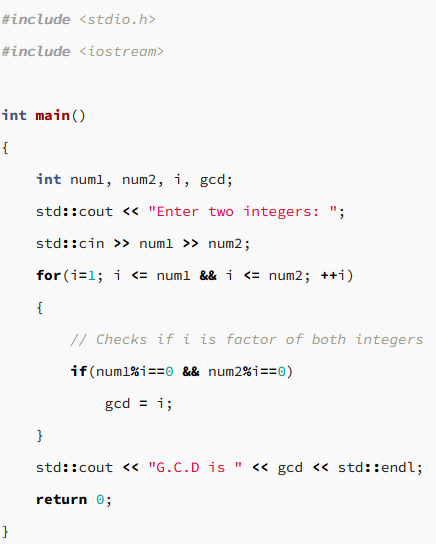 #include <stdio.h>
#include <iostream>
int main()
{
    int num1, num2, i, gcd;
    std::cout << "Enter two integers: ";
    std::cin >> num1 >> num2;
    for(i=1; i <= num1 && i <= num2; ++i)
    {
        // Checks if i is factor of both integers
        if(num1%i==0 && num2%i==0)
            gcd = i;
    }
    std::cout << "G.C.D is " << gcd << std::endl;
    return 0;
}